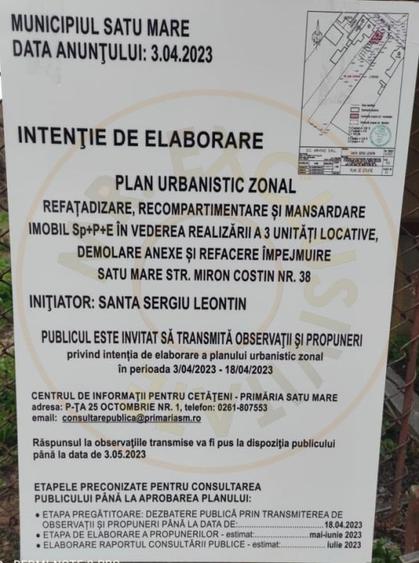 MUNICIPIUL SATU MARE
DATA ANUNŢULUI: 3.04.2023
INTENŢIE DE ELABORARE
PLAN URBANISTIC ZONAL
REFAŢADIZARE, RECOMPARTIMENTARE ŞI MANSARDARE
IMOBIL Sp+P+E ÎN VEDEREA REALIZĂRII A 3 UNITĂŢI LOCATIVE,
DEMOLARE ANEXE ŞI REFACERE ÎMPEJMUIRE
SATU MARE STR. MIRON COSTIN NR. 38
INIŢIATOR: SANTA SERGIU LEONTIN
PUBLICUL ESTE INVITAT SĂ TRANSMITĂ OBSERVAŢII ŞI PROPUNERI
privind intenţia de elaborare a planului urbanistic zonal
în perioada 3/04/2023 - 18/04/2023
CENTRUL DE INFORMAŢII PENTRU CETĂŢENI - PRIMĂRIA SATU MARE
adresa: P-ŢA 25 OCTOMBRIE NR. 1, telefon: 0261-807553
email: consultarepublica@primariasm.ro
Răspunsul la observaţiile transmise va fi pus la dispoziţia publicului
până la data de 3.05.2023
ETAPELE PRECONIZATE PENTRU CONSULTAREA
PUBLICULUI PÂNĂ LA APROBAREA PLANULUI:
• ETAPA PREGĂTITOARE: DEZBATERE PUBLICĂ PRIN TRANSMITEREA DE
OBSERVAŢII ŞI PROPUNERI PÂNĂ LA DATA DE:........................18.04.2023
• ETAPA DE ELABORARE A PROPUNERILOR - estimat:..........mai-iunie 2023
• ELABORARE RAPORTUL CONSULTĂRII PUBLICE - estimat:............ iulie 2023